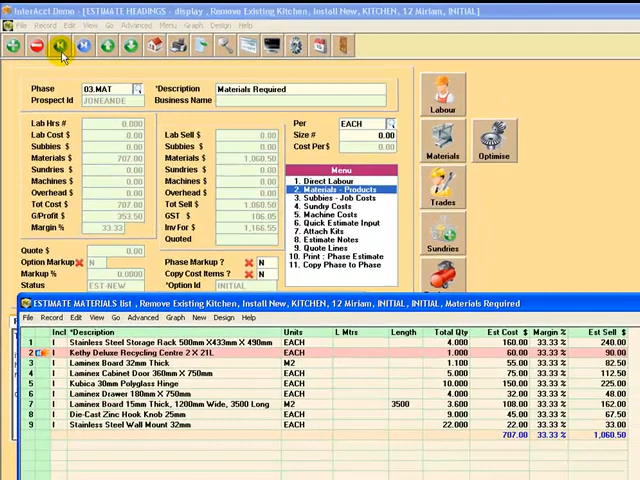 InterAcct Demo - [ESTIMATE HEADINGS - display , Remove Existing Kitchen, Install New, KITCHEN, 12 Miriam, INITIAL]
File Record Edit View Go Advanced Menu Graph New Design Help
Phase 03.MAT *Description Materials Required
Prospect Id JONEANDE Business Name
Lab Hrs # 0.000
Lab Cost $ 0.00
Subbies - $ 0.00
Materials $ 707.00
Sundries $ 0.00
Machines $ 0.00
Overhead $ 0.00
Tot Cost $ 707.00
G/Profit $ 353.50
Margin % 33.33
Lab Sell $ 0.00
Subbies $ 0.00
Materials $ 1,060.50
Sundries $ 0.00
Machines $ 0.00
Overhead $ 0.00
Tot Sell $ 1,060.50
GST $ 106.05
Inv For $ 1,166.55
Quoted
Per EACH
Size # 0.00
Cost Per$ 0.00
Menu
1. Direct Labour
2. Materials - Products
3. Subbies - Job Costs
4. Sundry Costs
5. Machine Costs
6. Quick Estimate Input
7. Attach Kits
8. Estimate Notes
9. Quote Lines
10. Print : Phase Estimate
11. Copy Phase to Phase
Labour
Materials
Optimise
Trades
Sundries
Quote $ 0.00
Option Markup N
Markup % 0.0000
Status EST-NEW
Phase Markup ? N
Copy Cost Items ? N
*Option Id INITIAL
ESTIMATE MATERIALS list , Remove Existing Kitchen, Install New, KITCHEN, 12 Miriam, INITIAL, INITIAL, Materials Required
File Record Edit View Go Advanced Graph New Design Help
Incl *Description Units L Mtrs Length Total Qty Est Cost $ Margin % Est Sell $
1 I Stainless Steel Storage Rack 500mm X433mm X 490mm EACH 4.000 160.00 33.33 % 240.00
2 I Kethy Deluxe Recycling Centre 2 X 21L EACH 1.000 60.00 33.33 % 90.00
3 I Laminex Board 32mm Thick M2 1.100 55.00 33.33 % 82.50
4 I Laminex Cabinet Door 360mm X 750mm EACH 5.000 75.00 33.33 % 112.50
5 I Kubica 30mm Polyglass Hinge EACH 10.000 150.00 33.33 % 225.00
6 I Laminex Drawer 180mm X 750mm EACH 4.000 32.00 33.33 % 48.00
7 I Laminex Board 15mm Thick, 1200mm Wide, 3500 Long M2 3500 3.600 108.00 33.33 % 162.00
8 I Die-Cast Zinc Hook Knob 25mm EACH 9.000 45.00 33.33 % 67.50
9 I Stainless Steel Wall Mount 32mm EACH 22.000 22.00 33.33 % 33.00
707.00 33.33 % 1,060.50